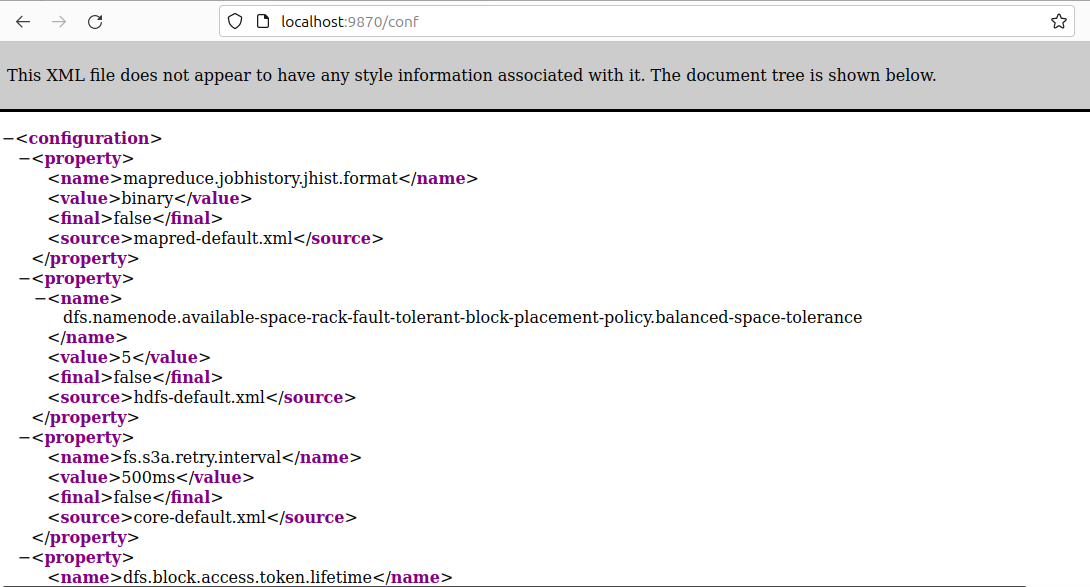 localhost:9870/conf
This XML file does not appear to have any style information associated with it. The document tree is shown below.
−<configuration>
−<property>
<name>mapreduce.jobhistory.jhist.format</name>
<value>binary</value>
<final>false</final>
<source>mapred-default.xml</source>
</property>
−<property>
−<name>
dfs.namenode.available-space-rack-fault-tolerant-block-placement-policy.balanced-space-tolerance
</name>
<value>5</value>
<final>false</final>
<source>hdfs-default.xml</source>
</property>
−<property>
<name>fs.s3a.retry.interval</name>
<value>500ms</value>
<final>false</final>
<source>core-default.xml</source>
</property>
−<property>
<name>dfs.block.access.token.lifetime</name>